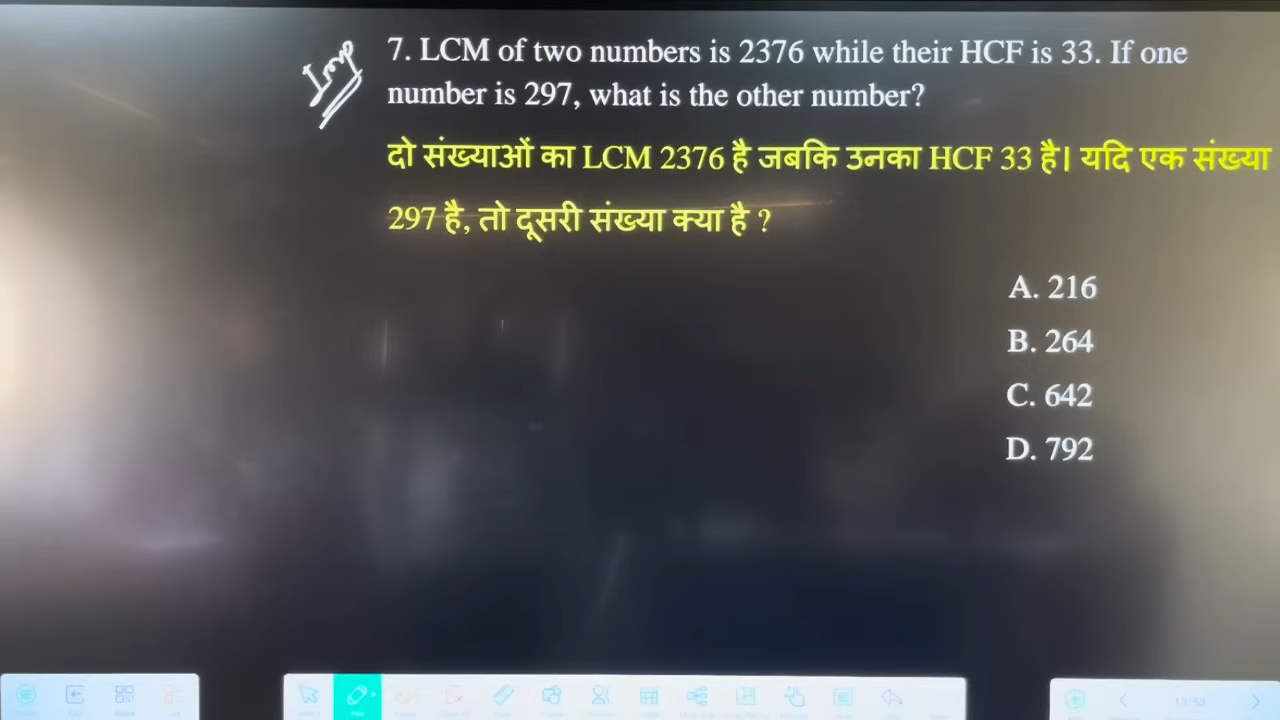 Imp
7. LCM of two numbers is 2376 while their HCF is 33. If one
number is 297, what is the other number?
दो संख्याओं का LCM 2376 है जबकि उनका HCF 33 है। यदि एक संख्या
297 है, तो दूसरी संख्या क्या है ?
A. 216
B. 264
C. 642
D. 792